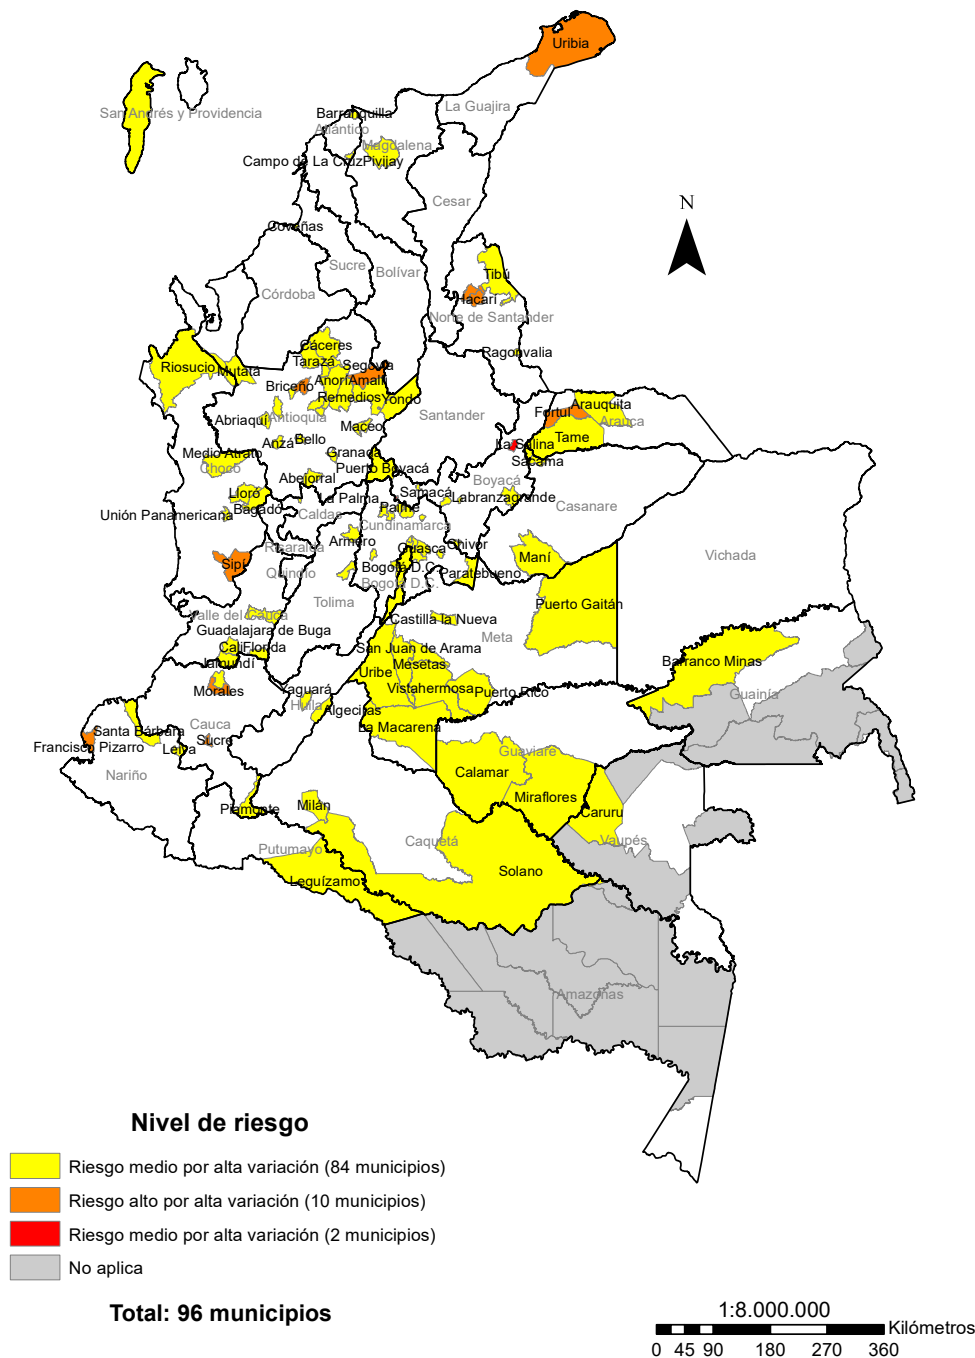 Uribia
La Guajira
San Andrés y Providencia
Barranquilla
Atlántico
Magdalena
Campo de La Cruz
Pivijay
Cesar
N
Coveñas
Sucre
Bolívar
Córdoba
Tibú
Hacarí
Norte de Santander
Ragonvalia
Cáceres
Tarazá
Segovia
Riosucio
Mutatá
Briceño
Anorí
Amalfi
Remedios
Yondó
Santander
Arauquita
Fortul
Arauca
Abriaquí
Antioquia
Maceo
Anzá
Bello
Tame
La Salina
Sácama
Medio Atrato
Granada
Chocó
Puerto Boyacá
Abejorral
Boyacá
Lloró
La Palma
Samacá
Labranzagrande
Bagadó
Casanare
Unión Panamericana
Caldas
Palme
Cundinamarca
Vichada
Risaralda
Armero
Guasca
Chivor
Maní
Sipí
Quindio
Bogotá D.C.
Paratebueno
Bogotá D.C.
Tolima
Puerto Gaitán
Valle del Cauca
Castilla la Nueva
Guadalajara de Buga
Meta
Cali
Florida
San Juan de Arama
Jamundí
Mesetas
Barranco Minas
Uribe
Morales
Yaguará
Vistahermosa
Puerto Rico
Guainía
Huila
Algeciras
Cauca
Santa Bárbara
La Macarena
Francisco Pizarro
Leiva
Sucre
Guaviare
Nariño
Calamar
Miraflores
Piamonte
Milán
Caruru
Putumayo
Caquetá
Vaupés
Leguízamo
Solano
Amazonas
Nivel de riesgo
Riesgo medio por alta variación (84 municipios)
Riesgo alto por alta variación (10 municipios)
Riesgo medio por alta variación (2 municipios)
No aplica
Total: 96 municipios
1:8.000.000
Kilómetros
0 45 90 180 270 360